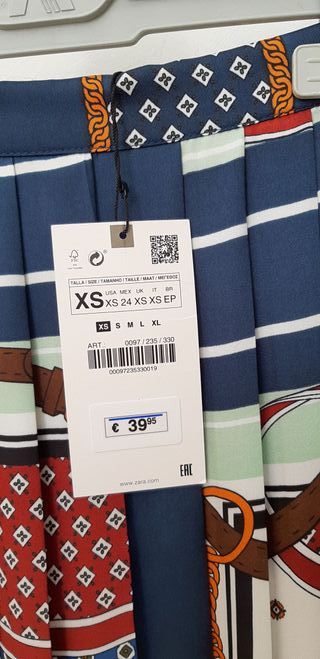 FSC
TALLA / SIZE / TAMANHO / TAILLE / MAAT / ΜΕΓΕΘΟΣ
XS
USA MEX UK IT BR
XS 24 XS XS EP
XS S M L XL
ART.: 0097 / 235 / 330
00097235330019
€ 39.95
www.zara.com
EAC